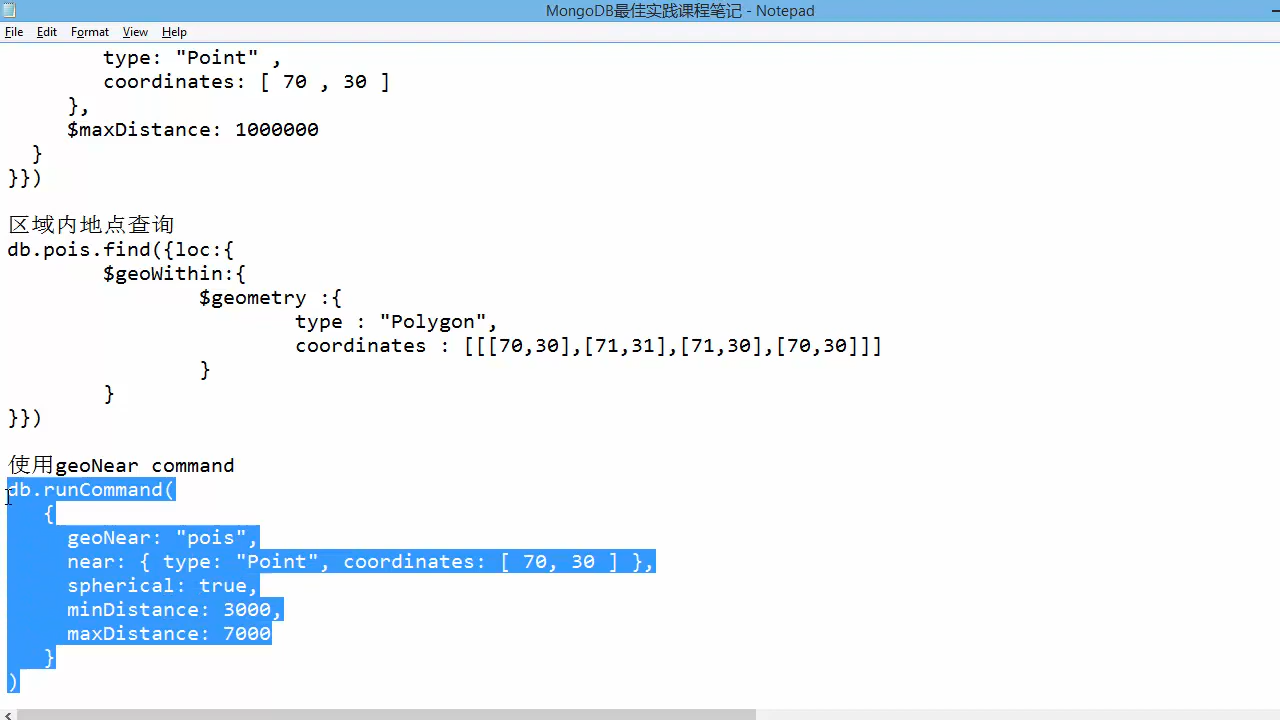 MongoDB最佳实践课程笔记 - Notepad
File Edit Format View Help
type: "Point" ,
coordinates: [ 70 , 30 ]
},
$maxDistance: 1000000
}
}})
区域内地点查询
db.pois.find({loc:{
$geoWithin:{
$geometry :{
type : "Polygon",
coordinates : [[[70,30],[71,31],[71,30],[70,30]]]
}
}
}})
使用geoNear command
db.runCommand(
{
geoNear: "pois",
near: { type: "Point", coordinates: [ 70, 30 ] },
spherical: true,
minDistance: 3000,
maxDistance: 7000
}
)